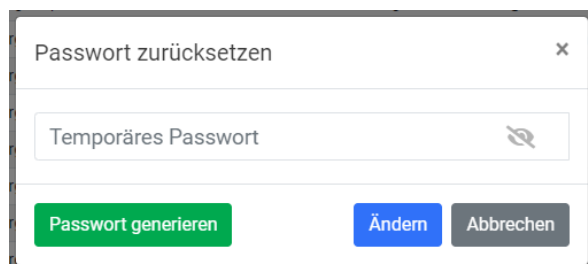 Passwort zurücksetzen ×
Temporäres Passwort
Passwort generieren Ändern Abbrechen